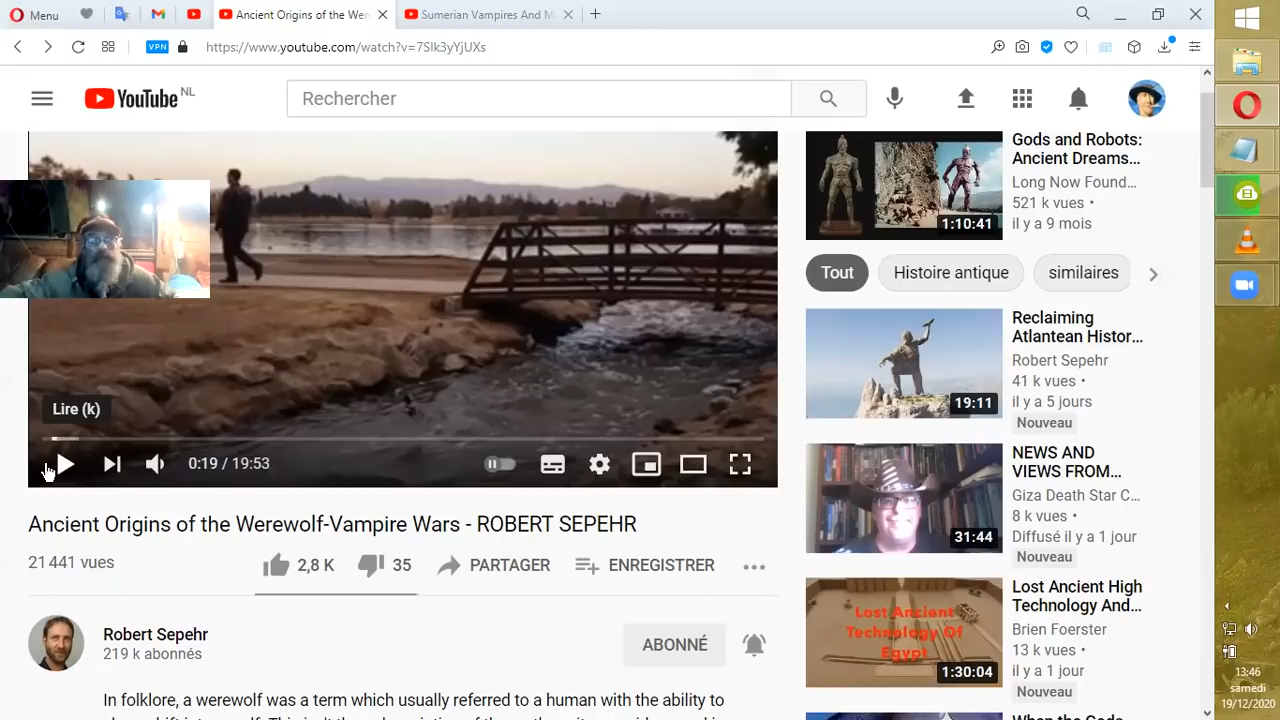 Menu
Ancient Origins of the Were
Sumerian Vampires And M
VPN
https://www.youtube.com/watch?v=7SIk3yYjUXs
YouTube NL
Rechercher
Lire (k)
0:19 / 19:53
Ancient Origins of the Werewolf-Vampire Wars - ROBERT SEPEHR
21 441 vues
2,8 K
35
PARTAGER
ENREGISTRER
Robert Sepehr
219 k abonnés
ABONNÉ
In folklore, a werewolf was a term which usually referred to a human with the ability to
1:10:41
Gods and Robots:
Ancient Dreams...
Long Now Found...
521 k vues •
il y a 9 mois
Tout
Histoire antique
similaires
19:11
Reclaiming
Atlantean Histor...
Robert Sepehr
41 k vues •
il y a 5 jours
Nouveau
31:44
NEWS AND
VIEWS FROM...
Giza Death Star C...
8 k vues •
Diffusé il y a 1 jour
Nouveau
Lost Ancient
Technology Of
Egypt
1:30:04
Lost Ancient High
Technology And...
Brien Foerster
13 k vues •
il y a 1 jour
Nouveau
When the Gods
13:46
samedi
19/12/2020